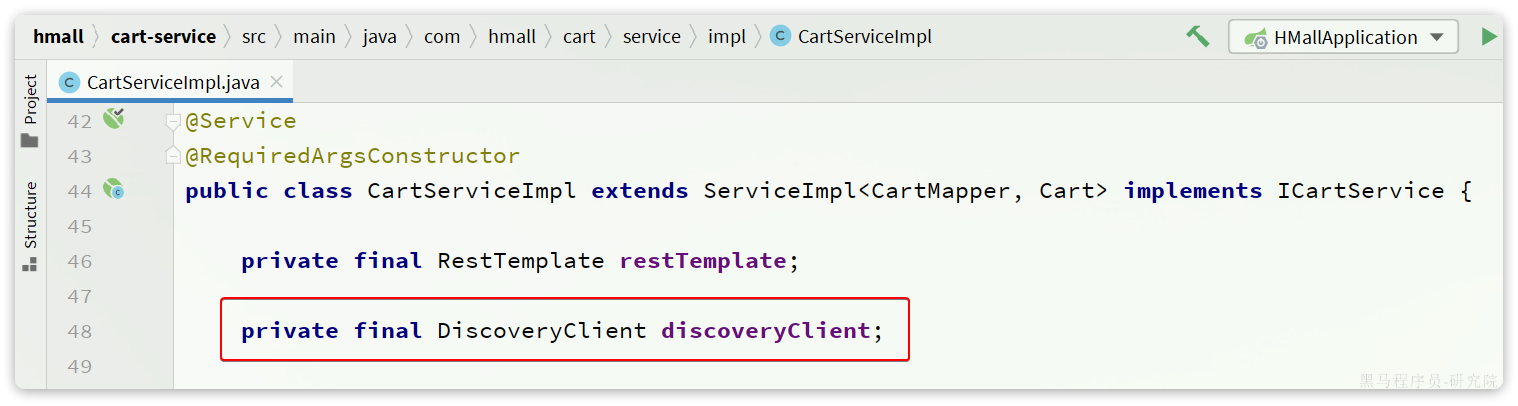 hmall cart-service src main java com hmall cart service impl C CartServiceImpl HMallApplication
Project
Structure
C CartServiceImpl.java
42 @Service
43 @RequiredArgsConstructor
44 public class CartServiceImpl extends ServiceImpl<CartMapper, Cart> implements ICartService {
45
46 private final RestTemplate restTemplate;
47
48 private final DiscoveryClient discoveryClient;
49
黑马程序员-研究院